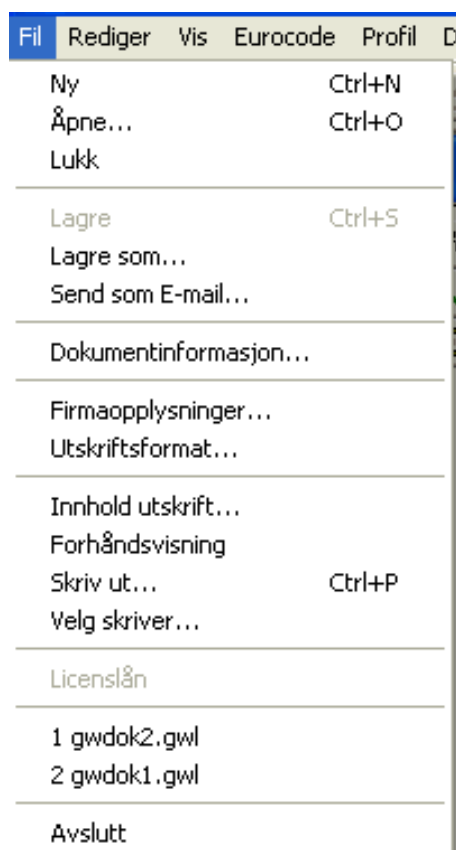 Fil Rediger Vis Eurocode Profil
Ny Ctrl+N
Åpne... Ctrl+O
Lukk
Lagre Ctrl+S
Lagre som...
Send som E-mail...
Dokumentinformasjon...
Firmaopplysninger...
Utskriftsformat...
Innhold utskrift...
Forhåndsvisning
Skriv ut... Ctrl+P
Velg skriver...
Licenslån
1 gwdok2.gwl
2 gwdok1.gwl
Avslutt